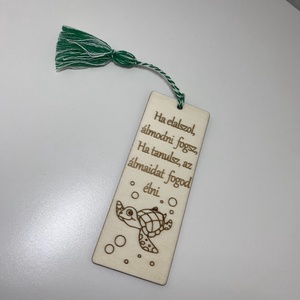 Ha elalszol,
álmodni fogsz,
Ha tanulsz, az
álmaidat fogod
élni.